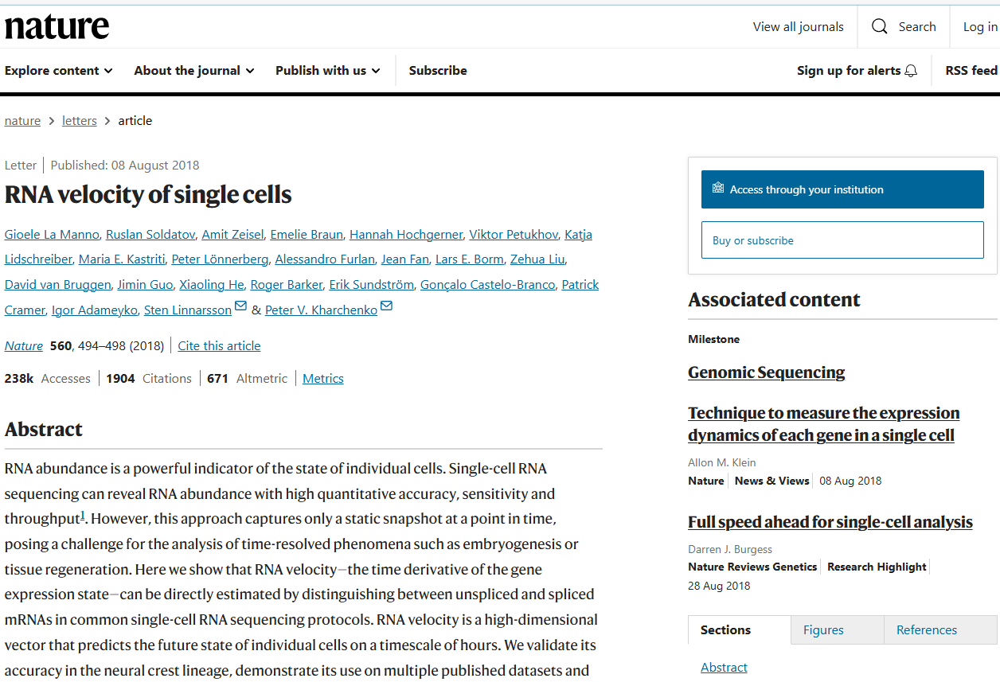 nature
View all journals
Search
Log in
Explore content
About the journal
Publish with us
Subscribe
Sign up for alerts
RSS feed
nature > letters > article
Letter | Published: 08 August 2018
RNA velocity of single cells
Gioele La Manno, Ruslan Soldatov, Amit Zeisel, Emelie Braun, Hannah Hochgerner, Viktor Petukhov, Katja
Lidschreiber, Maria E. Kastriti, Peter Lönnerberg, Alessandro Furlan, Jean Fan, Lars E. Borm, Zehua Liu,
David van Bruggen, Jimin Guo, Xiaoling He, Roger Barker, Erik Sundström, Gonçalo Castelo-Branco, Patrick
Cramer, Igor Adameyko, Sten Linnarsson & Peter V. Kharchenko
Nature 560, 494–498 (2018) | Cite this article
238k Accesses | 1904 Citations | 671 Altmetric | Metrics
Abstract
RNA abundance is a powerful indicator of the state of individual cells. Single-cell RNA
sequencing can reveal RNA abundance with high quantitative accuracy, sensitivity and
throughput1. However, this approach captures only a static snapshot at a point in time,
posing a challenge for the analysis of time-resolved phenomena such as embryogenesis or
tissue regeneration. Here we show that RNA velocity—the time derivative of the gene
expression state—can be directly estimated by distinguishing between unspliced and spliced
mRNAs in common single-cell RNA sequencing protocols. RNA velocity is a high-dimensional
vector that predicts the future state of individual cells on a timescale of hours. We validate its
accuracy in the neural crest lineage, demonstrate its use on multiple published datasets and
Access through your institution
Buy or subscribe
Associated content
Milestone
Genomic Sequencing
Technique to measure the expression
dynamics of each gene in a single cell
Allon M. Klein
Nature | News & Views | 08 Aug 2018
Full speed ahead for single-cell analysis
Darren J. Burgess
Nature Reviews Genetics | Research Highlight |
28 Aug 2018
Sections
Figures
References
Abstract